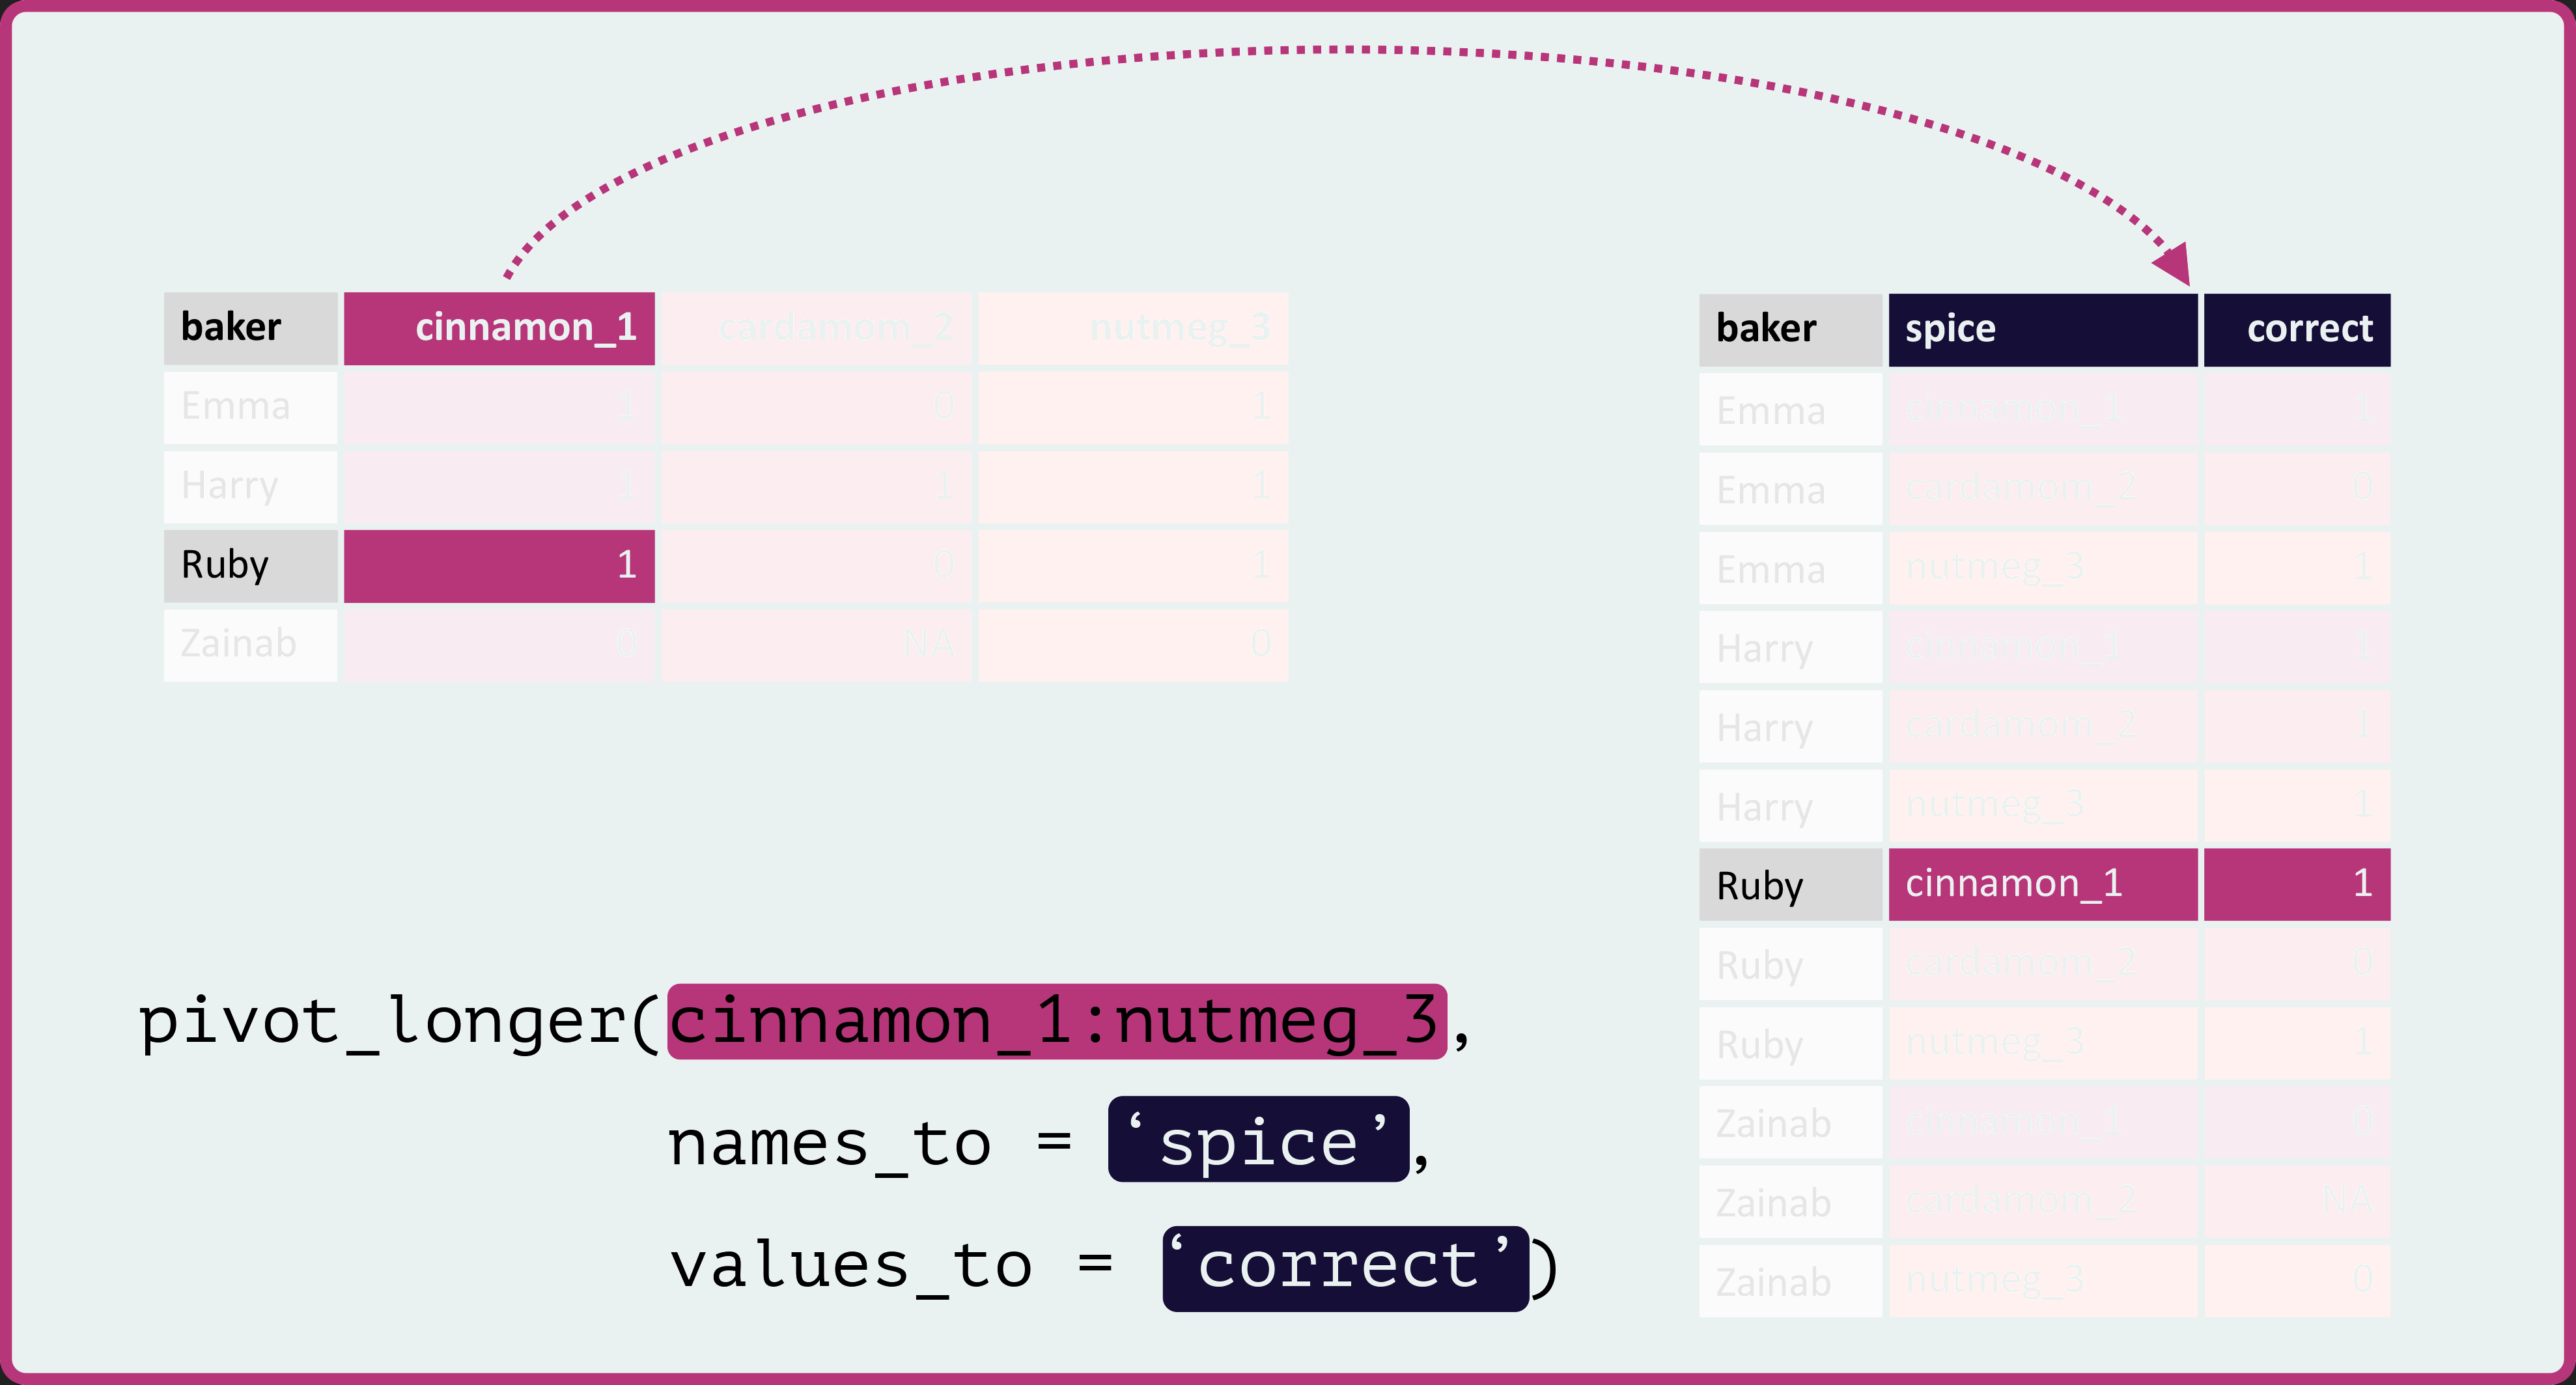 baker cinnamon_1 cardamom_2 nutmeg_3
Emma 1 0 1
Harry 1 1 1
Ruby 1 0 1
Zainab 0 NA 0
pivot_longer(cinnamon_1:nutmeg_3,
names_to = ‘spice’,
values_to = ‘correct’)
baker spice correct
Emma cinnamon_1 1
Emma cardamom_2 0
Emma nutmeg_3 1
Harry cinnamon_1 1
Harry cardamom_2 1
Harry nutmeg_3 1
Ruby cinnamon_1 1
Ruby cardamom_2 0
Ruby nutmeg_3 1
Zainab cinnamon_1 0
Zainab cardamom_2 NA
Zainab nutmeg_3 0